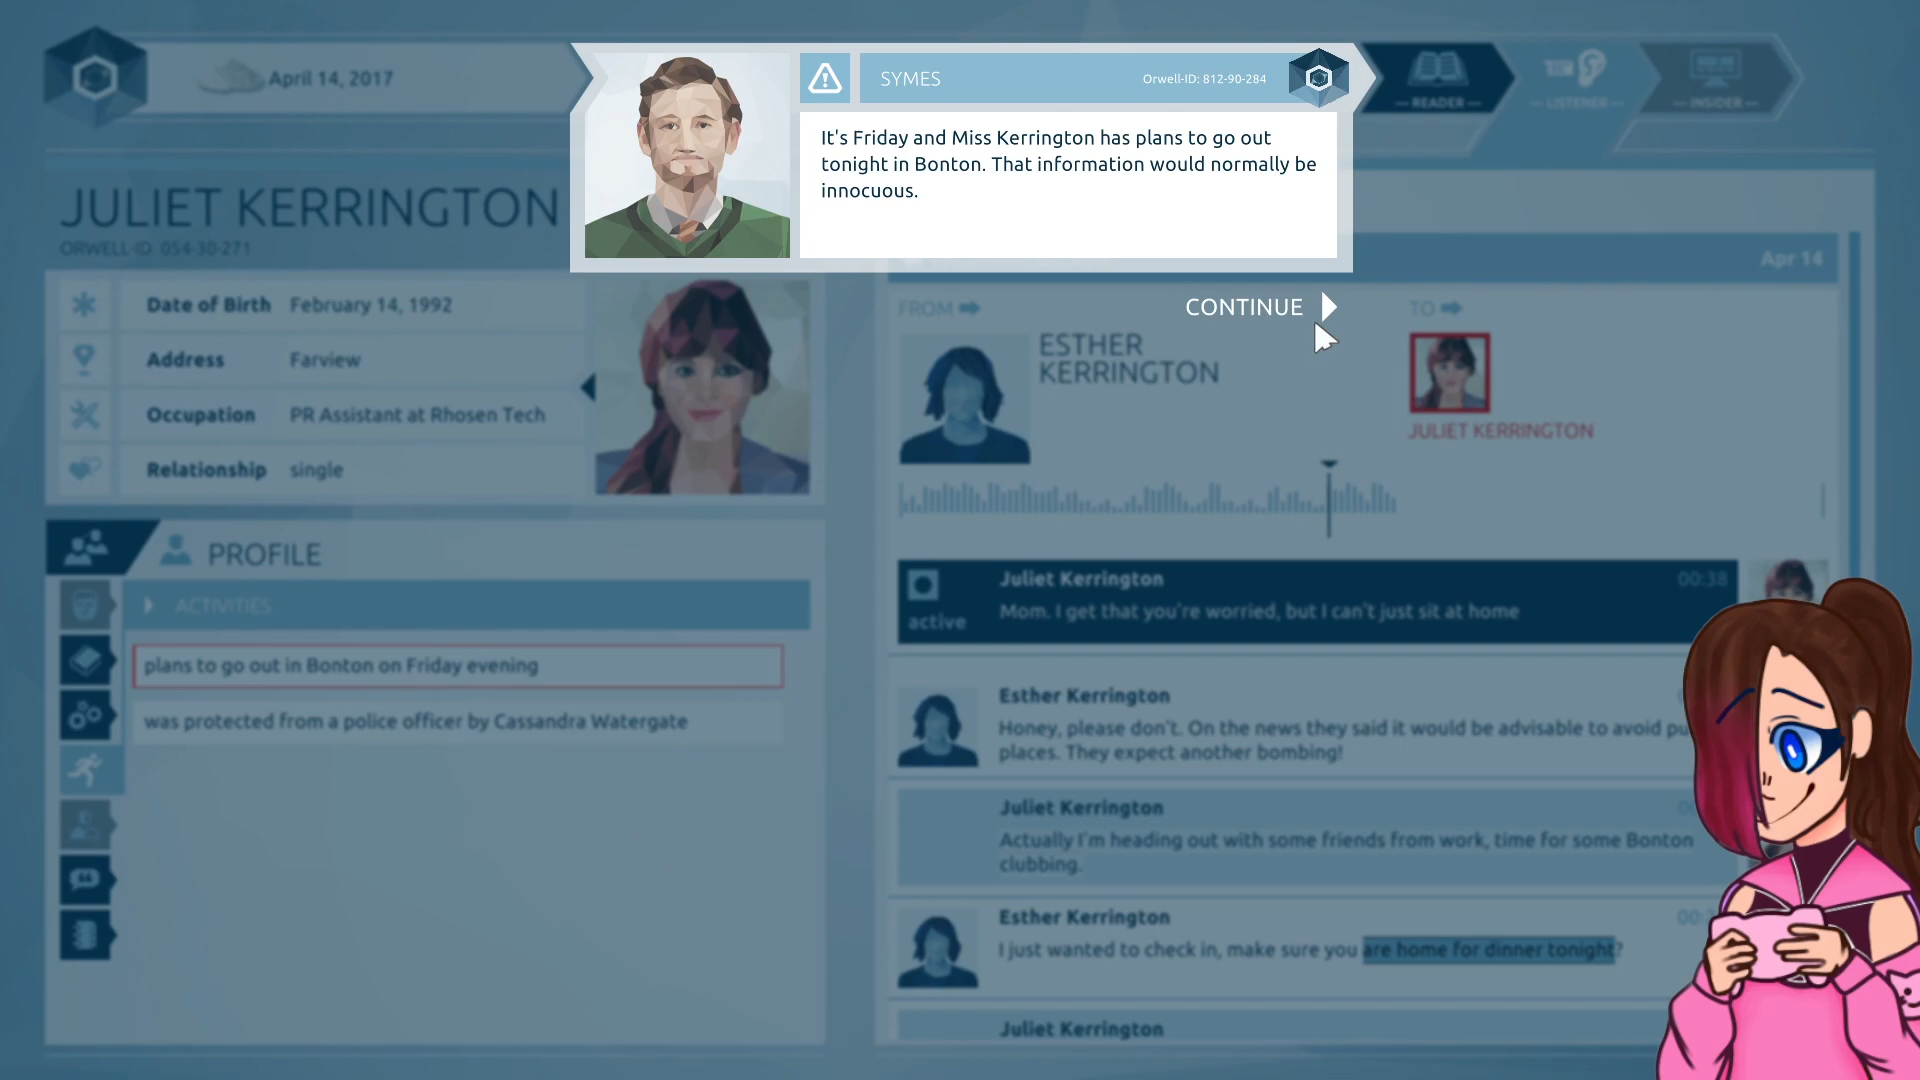 April 14, 2017
SYMES
Orwell-ID: 812-90-284
It's Friday and Miss Kerrington has plans to go out
tonight in Bonton. That information would normally be
innocuous.
CONTINUE
READER
LISTENER
INSIDER
JULIET KERRINGTON
ORWELL-ID 054-30-271
Date of Birth February 14, 1992
Address Farview
Occupation PR Assistant at Rhosen Tech
Relationship single
PROFILE
ACTIVITIES
plans to go out in Bonton on Friday evening
was protected from a police officer by Cassandra Watergate
Apr 14
FROM
ESTHER
KERRINGTON
TO
JULIET KERRINGTON
active
Juliet Kerrington 00:38
Mom. I get that you're worried, but I can't just sit at home
Esther Kerrington
Honey, please don't. On the news they said it would be advisable to avoid
places. They expect another bombing!
Juliet Kerrington
Actually I'm heading out with some friends from work, time for some Bonton
clubbing.
Esther Kerrington
I just wanted to check in, make sure you are home for dinner tonight?
Juliet Kerrington